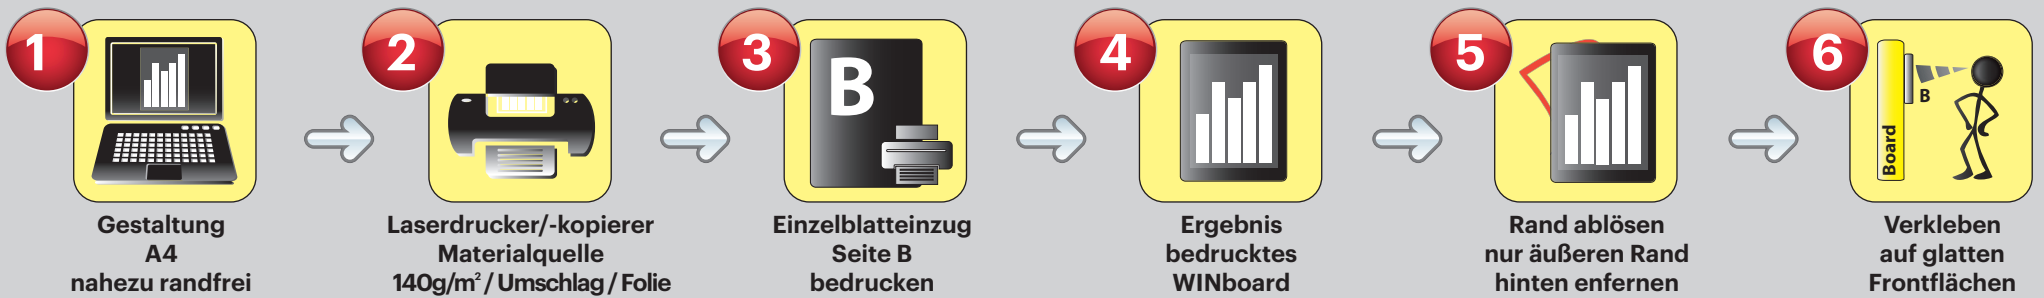 1
Gestaltung
A4
nahezu randfrei
2
Laserdrucker/-kopierer
Materialquelle
140g/m² / Umschlag / Folie
3
B
Einzelblatteinzug
Seite B
bedrucken
4
Ergebnis
bedrucktes
WINboard
5
Rand ablösen
nur äußeren Rand
hinten enfernen
6
B
Board
Verkleben
auf glatten
Frontflächen